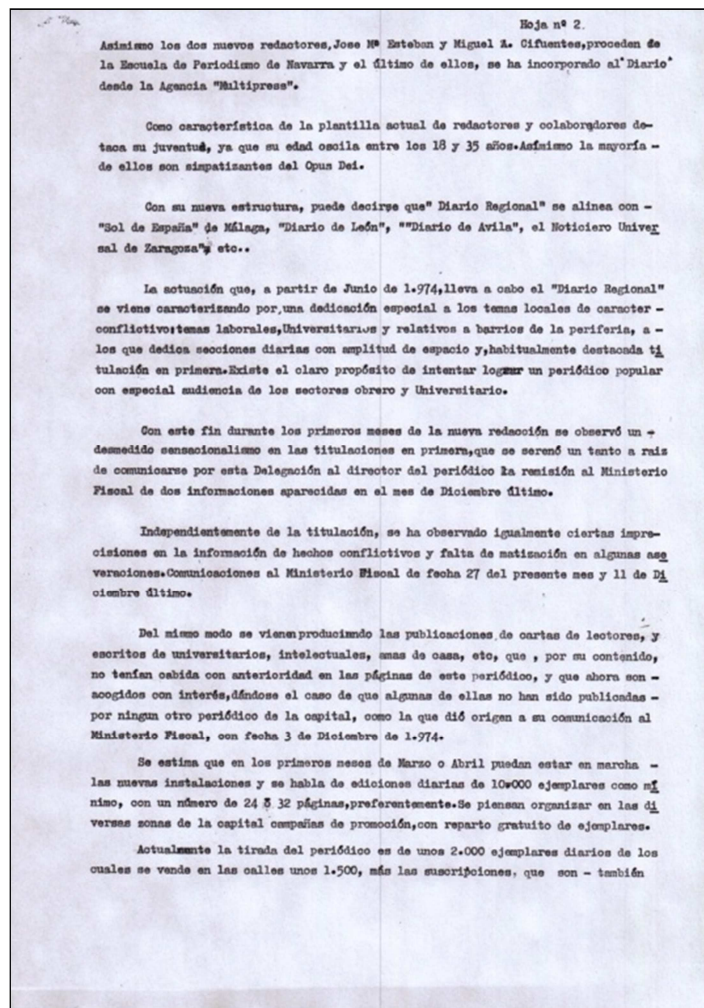 Hoja nº 2.
Asimismo los dos nuevos redactores,Jose Mª Esteban y Miguel A. Cifuentes,proceden de
la Escuela de Periodismo de Navarra y el último de ellos, se ha incorporado al"Diario"
desde la Agencia "Multipress".
Como característica de la plantilla actual de redactores y colaboradores des-
taca su juventud, ya que su edad oscila entre los 18 y 35 años.Asímismo la mayoría -
de ellos son simpatizantes del Opus Dei.
Con su nueva estructura, puede decirse que" Diario Regional" se alinea con -
"Sol de España" de Málaga, "Diario de León", ""Diario de Avila", el Noticiero Univer
sal de Zaragoza", etc..
La actuación que, a partir de Junio de 1.974,lleva a cabo el "Diario Regional"
se viene caracterizando por,una dedicación especial a los temas locales de caracter -
conflictivo:temas laborales,Universitarios y relativos a barrios de la periferia, a -
los que dedica secciones diarias con amplitud de espacio y,habitualmente destacada ti
tulación en primera.Existe el claro propósito de intentar lograr un periódico popular
con especial audiencia de los sectores obrero y Universitario.
Con este fin durante los primeros meses de la nueva redacción se observó un -
desmedido sensacionalismo en las titulaciones en primera,que se serenó un tanto a rais
de comunicarse por esta Delegación al director del periódico la remisión al Ministerio
Fiscal de dos informaciones aparecidas en el mes de Diciembre último.
Independientemente de la titulación, se ha observado igualmente ciertas impre-
cisiones en la información de hechos conflictivos y falta de matización en algunas ase
veraciones.Comunicaciones al Ministerio Fiscal de fecha 27 del presente mes y 11 de Di
ciembre último.
Del mismo modo se vienen produciendo las publicaciones de cartas de lectores, y
escritos de universitarios, intelectuales, amas de casa, etc, que , por su contenido,
no tenían cabida con anterioridad en las páginas de este periódico, y que ahora son -
acogidos con interés,dándose el caso de que algunas de ellas no han sido publicadas -
por ningun otro periódico de la capital, como la que dió origen a su comunicación al
Ministerio Fiscal, con fecha 3 de Diciembre de 1.974.
Se estima que en los primeros meses de Marzo o Abril puedan estar en marcha -
las nuevas instalaciones y se habla de ediciones diarias de 10.000 ejemplares como mí
nimo, con un número de 24 ó 32 páginas,preferentemente.Se piensan organizar en las di
versas zonas de la capital campañas de promoción,con reparto gratuito de ejemplares.
Actualmente la tirada del periódico es de unos 2.000 ejemplares diarios de los
cuales se vende en las calles unos 1.500, más las suscripciones, que son - también